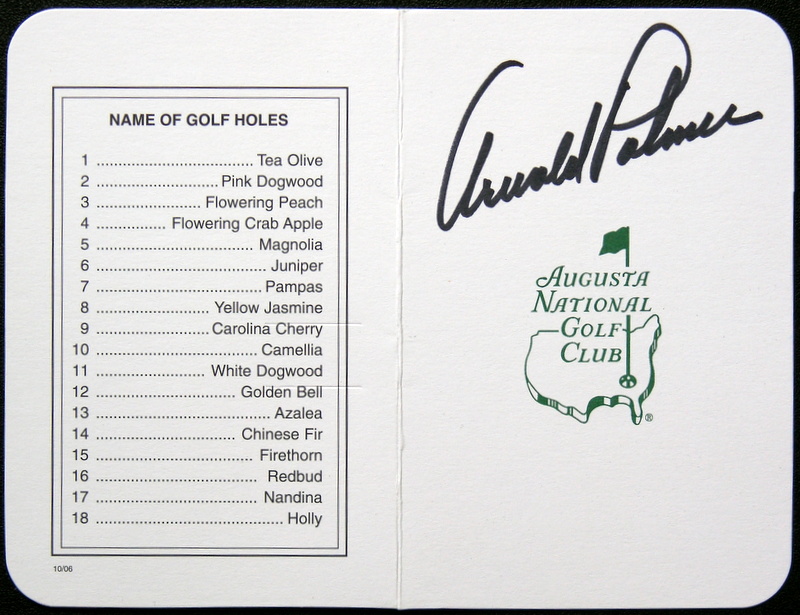 NAME OF GOLF HOLES
1 .................................... Tea Olive
2 ............................ Pink Dogwood
3 ........................ Flowering Peach
4 ................ Flowering Crab Apple
5 .................................... Magnolia
6 ....................................... Juniper
7 ....................................... Pampas
8 .......................... Yellow Jasmine
9 .......................... Carolina Cherry
10 ..................................... Camellia
11 ......................... White Dogwood
12 ................................ Golden Bell
13 ........................................ Azalea
14 ................................ Chinese Fir
15 .................................... Firethorn
16 ..................................... Redbud
17 ..................................... Nandina
18 ........................................... Holly
10/06
Arnold Palmer
AUGUSTA
NATIONAL
GOLF
CLUB
®